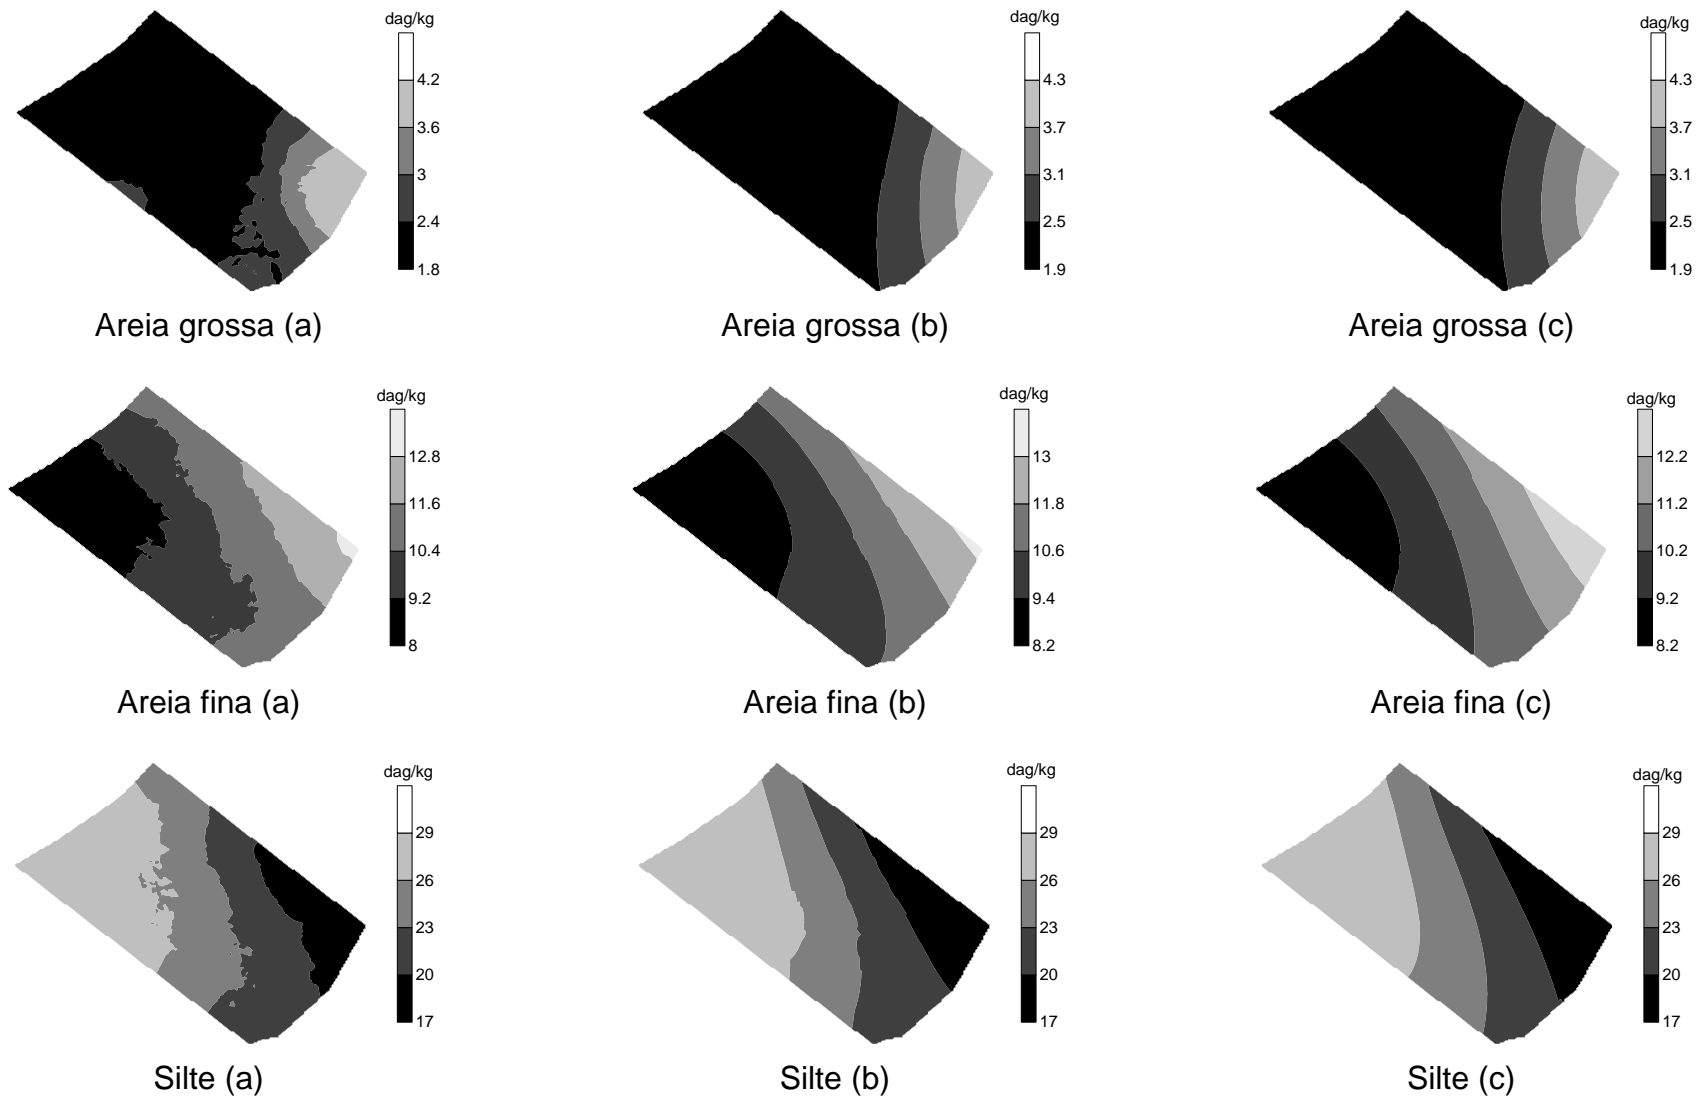 dag/kg
4.2
3.6
3
2.4
1.8
Areia grossa (a)
dag/kg
4.3
3.7
3.1
2.5
1.9
Areia grossa (b)
dag/kg
4.3
3.7
3.1
2.5
1.9
Areia grossa (c)
dag/kg
12.8
11.6
10.4
9.2
8
Areia fina (a)
dag/kg
13
11.8
10.6
9.4
8.2
Areia fina (b)
dag/kg
12.2
11.2
10.2
9.2
8.2
Areia fina (c)
dag/kg
29
26
23
20
17
Silte (a)
dag/kg
29
26
23
20
17
Silte (b)
dag/kg
29
26
23
20
17
Silte (c)